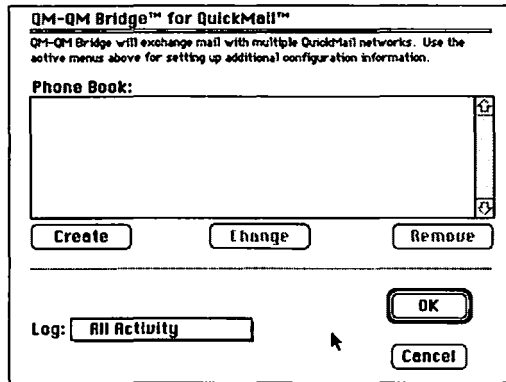 QM-QM Bridge™ for QuickMail™
QM-QM Bridge will exchange mail with multiple QuickMail networks. Use the
active menus above for setting up additional configuration information.
Phone Book:
Create Change Remove
OK
Log: All Activity
Cancel